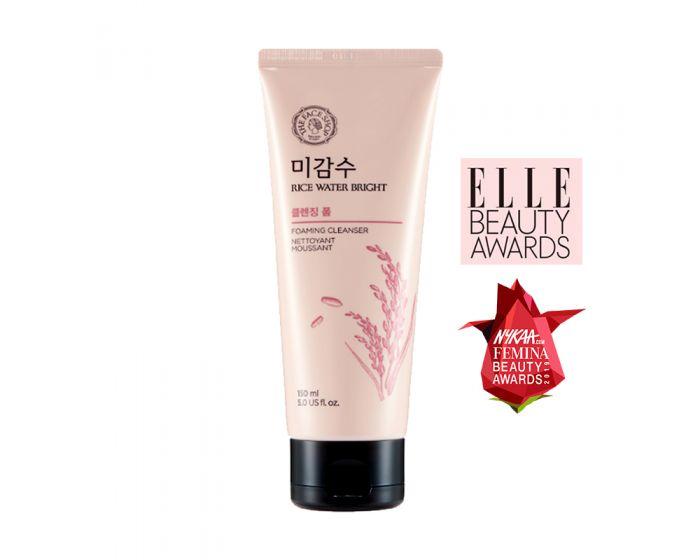 THE FACE SHOP
미감수
RICE WATER BRIGHT
클렌징 폼
FOAMING CLEANSER
NETTOYANT
MOUSSANT
150 ml
5.0 US fl. oz.
ELLE
BEAUTY
AWARDS
NYKAA.COM
FEMINA
BEAUTY
AWARDS 2019